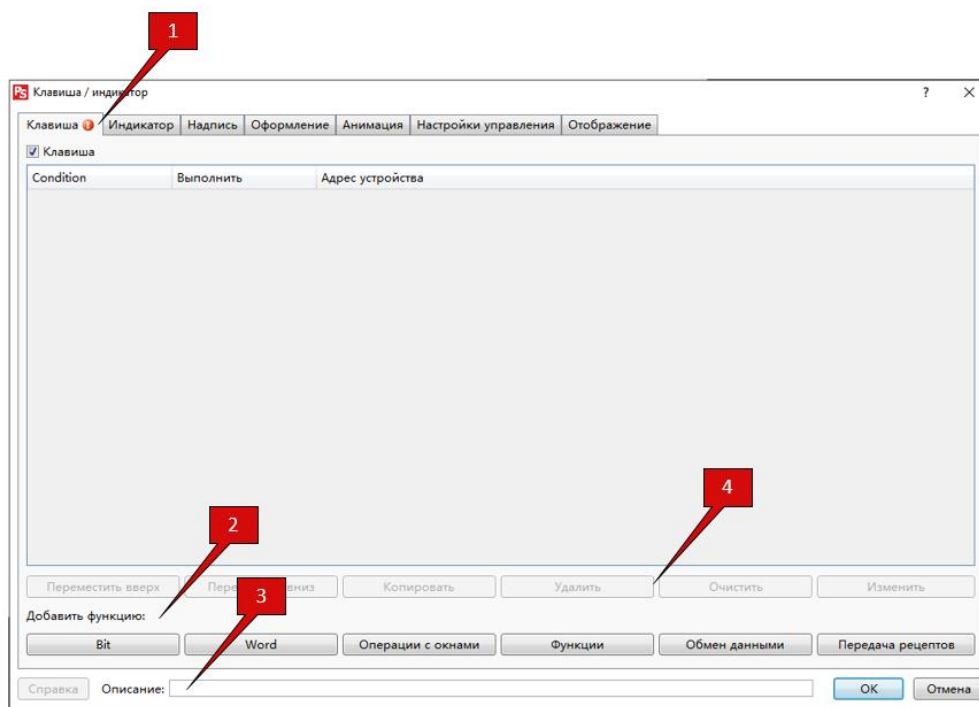 1
PS Клавиша / индикатор ? ×
Клавиша Индикатор Надпись Оформление Анимация Настройки управления Отображение
Клавиша
Condition Выполнить Адрес устройства
4
2
Переместить вверх вниз Копировать Удалить Очистить Изменить
3
Добавить функцию:
Bit Word Операции с окнами Функции Обмен данными Передача рецептов
Справка Описание: OK Отмена